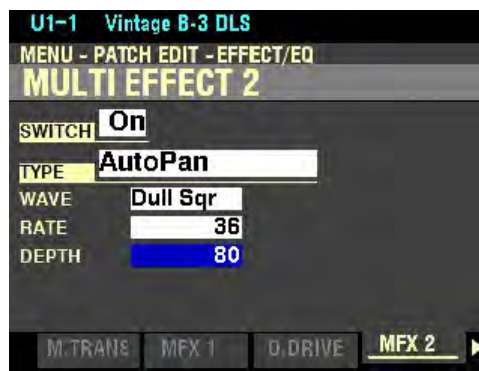 U1-1 Vintage B-3 DLS
MENU - PATCH EDIT -EFFECT/EQ
MULTI EFFECT 2
SWITCH On
TYPE AutoPan
WAVE Dull Sqr
RATE 36
DEPTH 80
M.TRANS MFX 1 O.DRIVE MFX 2